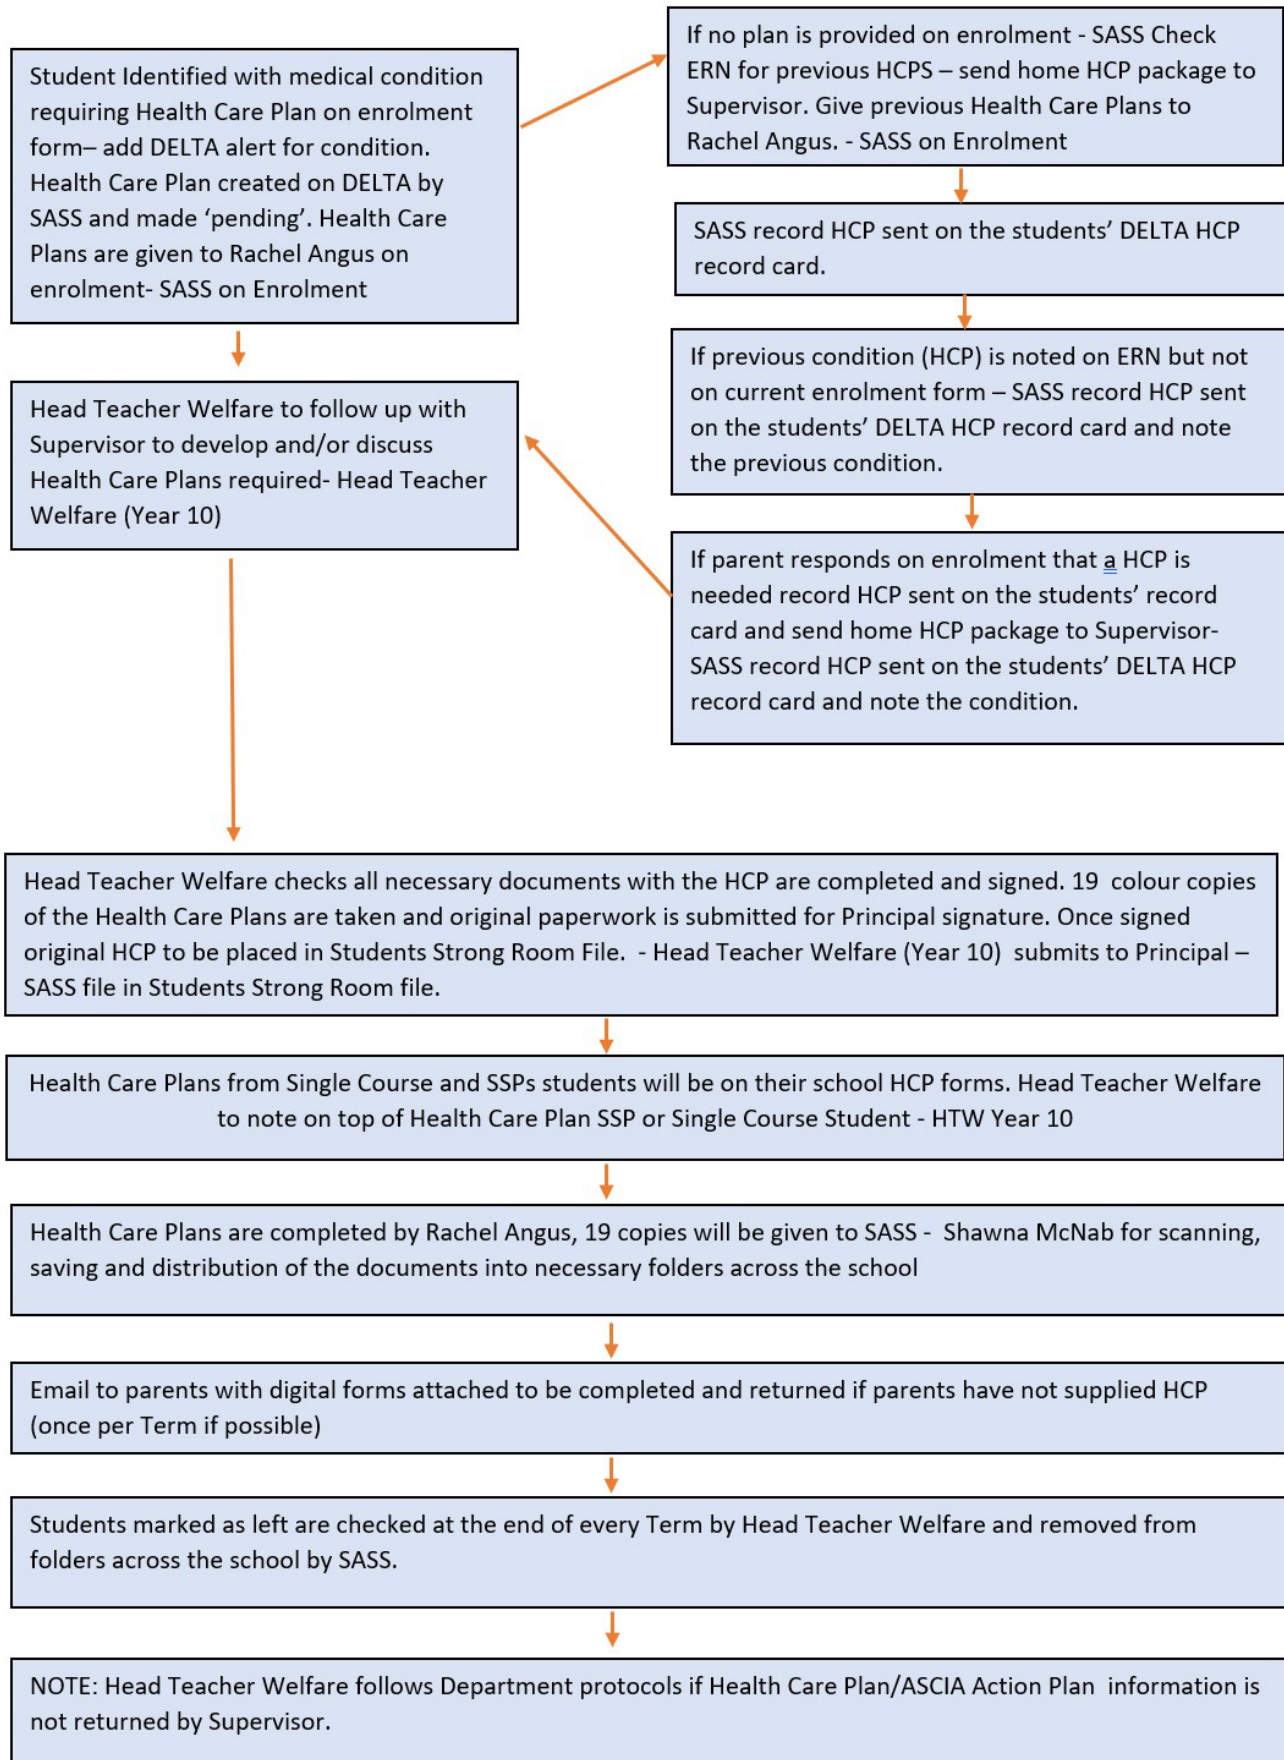 Student Identified with medical condition
requiring Health Care Plan on enrolment
form– add DELTA alert for condition.
Health Care Plan created on DELTA by
SASS and made ‘pending’. Health Care
Plans are given to Rachel Angus on
enrolment- SASS on Enrolment
If no plan is provided on enrolment - SASS Check
ERN for previous HCPS – send home HCP package to
Supervisor. Give previous Health Care Plans to
Rachel Angus. - SASS on Enrolment
SASS record HCP sent on the students’ DELTA HCP
record card.
If previous condition (HCP) is noted on ERN but not
on current enrolment form – SASS record HCP sent
on the students’ DELTA HCP record card and note
the previous condition.
If parent responds on enrolment that a HCP is
needed record HCP sent on the students’ record
card and send home HCP package to Supervisor-
SASS record HCP sent on the students’ DELTA HCP
record card and note the condition.
Head Teacher Welfare to follow up with
Supervisor to develop and/or discuss
Health Care Plans required- Head Teacher
Welfare (Year 10)
Head Teacher Welfare checks all necessary documents with the HCP are completed and signed. 19  colour copies
of the Health Care Plans are taken and original paperwork is submitted for Principal signature. Once signed
original HCP to be placed in Students Strong Room File.  - Head Teacher Welfare (Year 10)  submits to Principal –
SASS file in Students Strong Room file.
Health Care Plans from Single Course and SSPs students will be on their school HCP forms. Head Teacher Welfare
to note on top of Health Care Plan SSP or Single Course Student - HTW Year 10
Health Care Plans are completed by Rachel Angus, 19 copies will be given to SASS -  Shawna McNab for scanning,
saving and distribution of the documents into necessary folders across the school
Email to parents with digital forms attached to be completed and returned if parents have not supplied HCP
(once per Term if possible)
Students marked as left are checked at the end of every Term by Head Teacher Welfare and removed from
folders across the school by SASS.
NOTE: Head Teacher Welfare follows Department protocols if Health Care Plan/ASCIA Action Plan  information is
not returned by Supervisor.